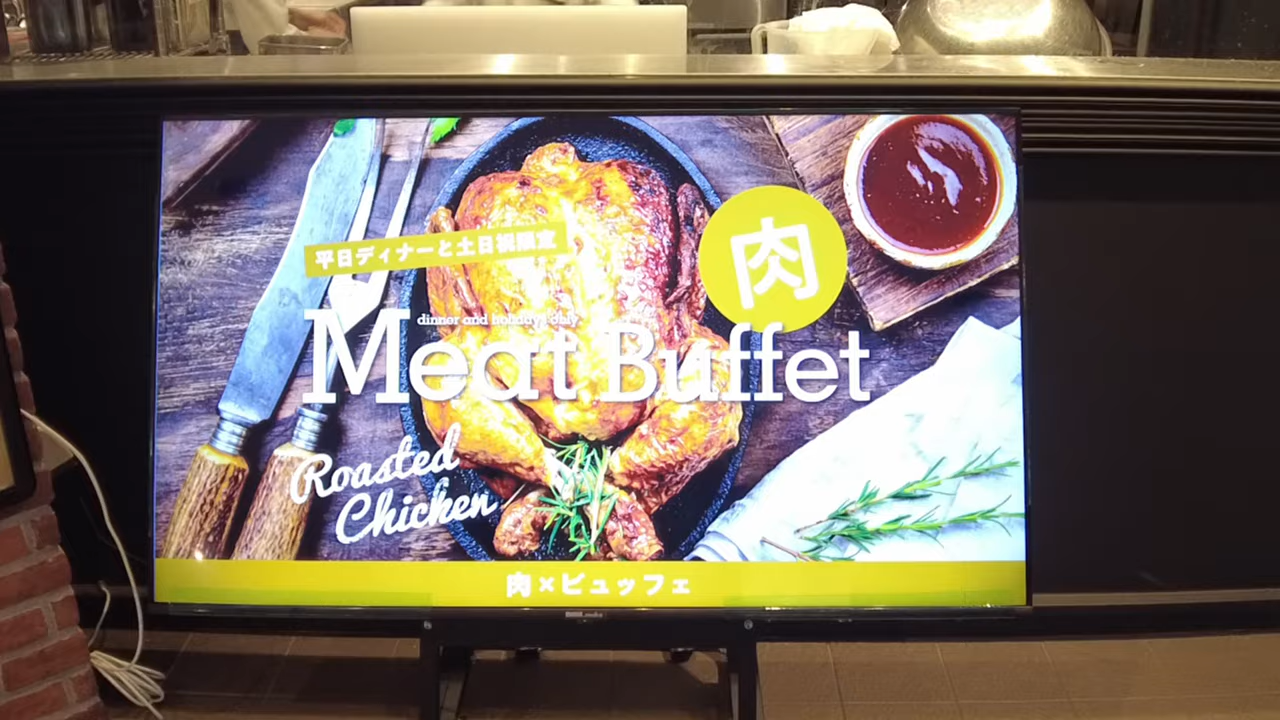 平日ディナーと土日祝限定
肉
dinner and holidays only
Meat Buffet
Roasted
Chicken
肉×ビュッフェ